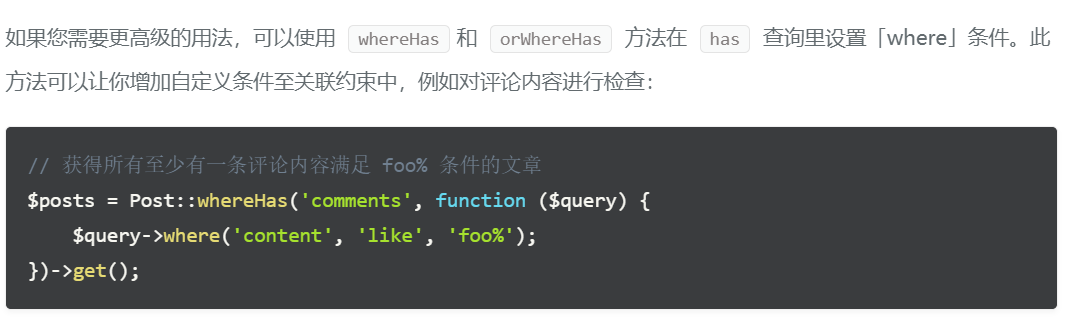 如果您需要更高级的用法，可以使用 whereHas 和 orWhereHas 方法在 has 查询里设置「where」条件。此
方法可以让你增加自定义条件至关联约束中，例如对评论内容进行检查：
// 获得所有至少有一条评论内容满足 foo% 条件的文章
$posts = Post::whereHas('comments', function ($query) {
    $query->where('content', 'like', 'foo%');
})->get();